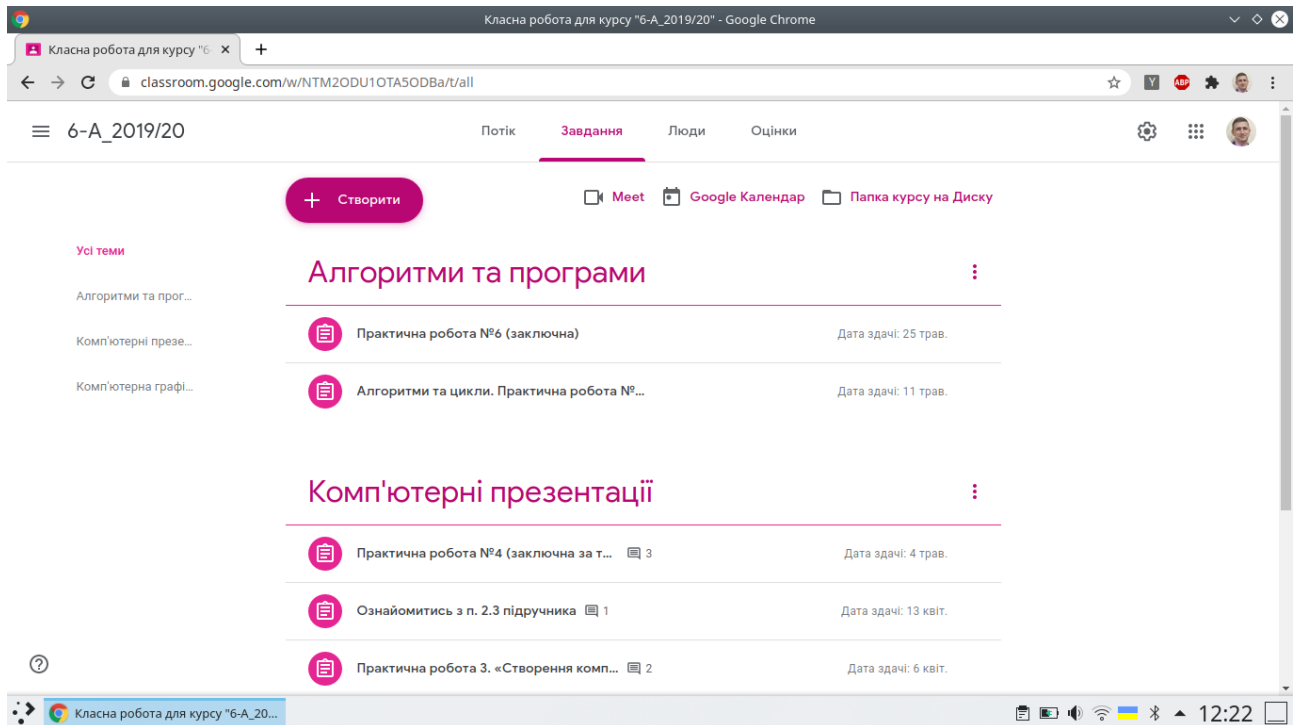 Класна робота для курсу "6-А_2019/20" - Google Chrome
Класна робота для курсу "6-
classroom.google.com/w/NTM2ODU1OTA5ODBa/t/all
Y ABP
6-А_2019/20
Потік Завдання Люди Оцінки
Створити
Meet Google Календар Папка курсу на Диску
Усі теми
Алгоритми та прог...
Комп'ютерні презе...
Комп'ютерна графі...
Алгоритми та програми
Практична робота №6 (заключна) Дата здачі: 25 трав.
Алгоритми та цикли. Практична робота №... Дата здачі: 11 трав.
Комп'ютерні презентації
Практична робота №4 (заключна за т... 3 Дата здачі: 4 трав.
Ознайомитись з п. 2.3 підручника 1 Дата здачі: 13 квіт.
Практична робота 3. «Створення комп... 2 Дата здачі: 6 квіт.
Класна робота для курсу "6-А_20...
12:22